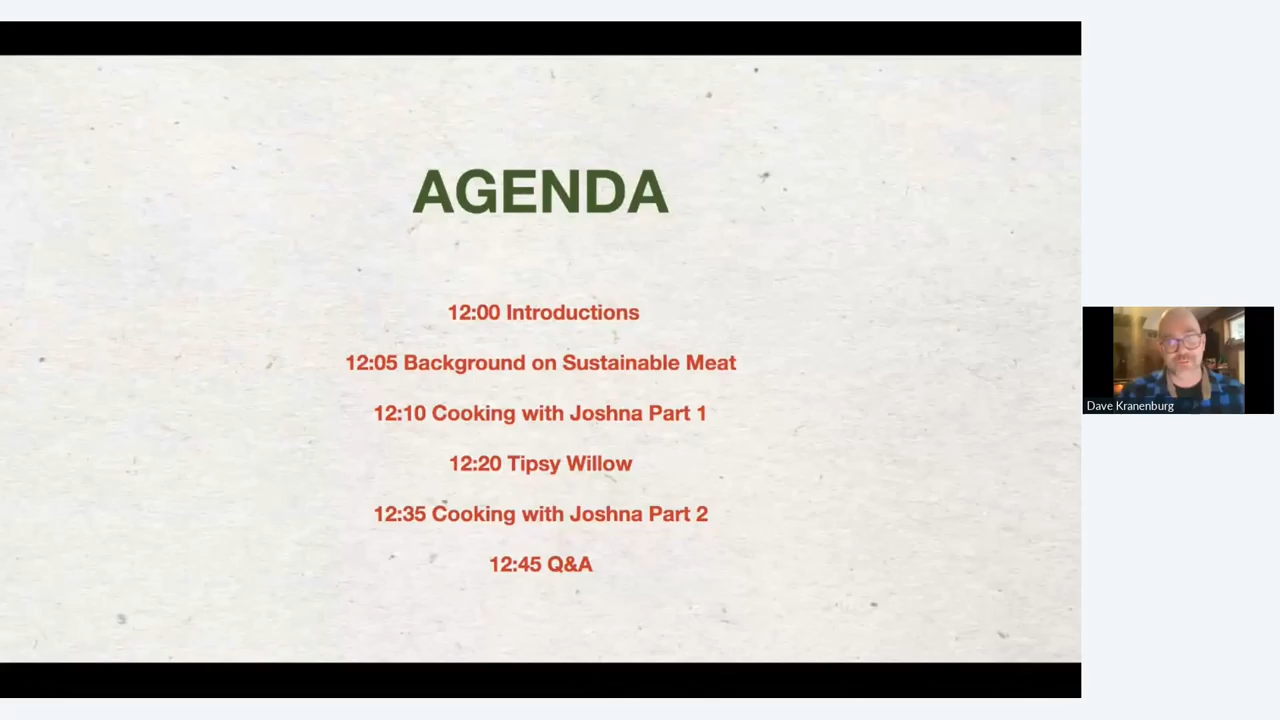 AGENDA
12:00 Introductions
12:05 Background on Sustainable Meat
12:10 Cooking with Joshna Part 1
12:20 Tipsy Willow
12:35 Cooking with Joshna Part 2
12:45 Q&A
Dave Kranenburg